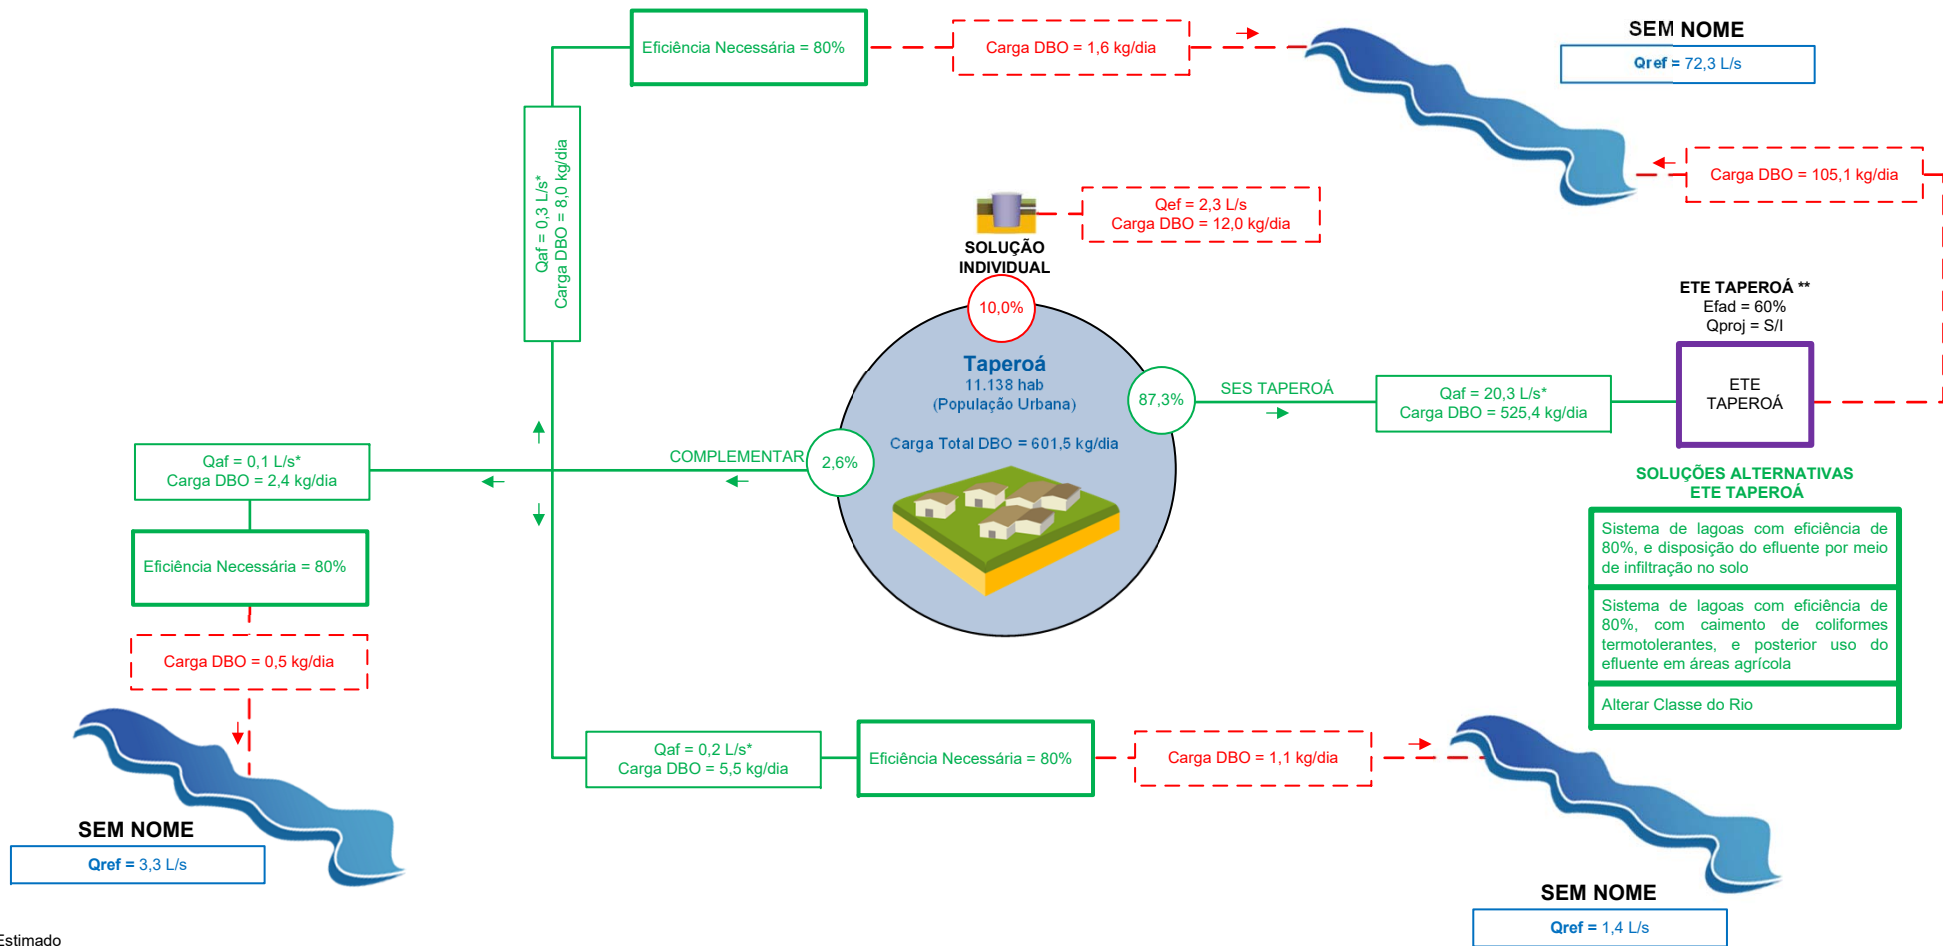 Eficiência Necessária = 80%
Carga DBO = 1,6 kg/dia
SEM NOME
Qref = 72,3 L/s
Qaf = 0,3 L/s*
Carga DBO = 8,0 kg/dia
Carga DBO = 105,1 kg/dia
Qef = 2,3 L/s
Carga DBO = 12,0 kg/dia
SOLUÇÃO
INDIVIDUAL
10,0%
ETE TAPEROÁ **
Efad = 60%
Qproj = S/I
Taperoá
11.138 hab
(População Urbana)
Carga Total DBO = 601,5 kg/dia
87,3%
SES TAPEROÁ
Qaf = 20,3 L/s*
Carga DBO = 525,4 kg/dia
ETE
TAPEROÁ
COMPLEMENTAR
2,6%
Qaf = 0,1 L/s*
Carga DBO = 2,4 kg/dia
Eficiência Necessária = 80%
Carga DBO = 0,5 kg/dia
SEM NOME
Qref = 3,3 L/s
SOLUÇÕES ALTERNATIVAS
ETE TAPEROÁ
Sistema de lagoas com eficiência de
80%, e disposição do efluente por meio
de infiltração no solo
Sistema de lagoas com eficiência de
80%, com caimento de coliformes
termotolerantes, e posterior uso do
efluente em áreas agrícola
Alterar Classe do Rio
Qaf = 0,2 L/s*
Carga DBO = 5,5 kg/dia
Eficiência Necessária = 80%
Carga DBO = 1,1 kg/dia
SEM NOME
Qref = 1,4 L/s
Estimado